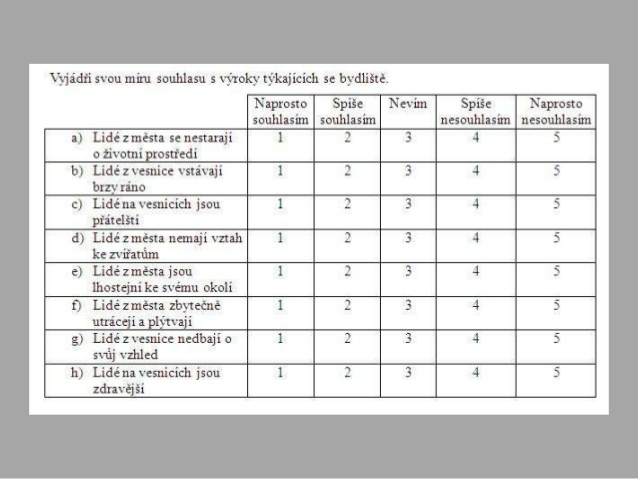 Vyjádři svou míru souhlasu s výroky týkajících se bydliště.
Naprosto souhlasím Spíše souhlasím Nevím Spíše nesouhlasím Naprosto nesouhlasím
a) Lidé z města se nestarají 1 2 3 4 5
o životní prostředí
b) Lidé z vesnice vstávají 1 2 3 4 5
brzy ráno
c) Lidé na vesnicích jsou 1 2 3 4 5
přátelští
d) Lidé z města nemají vztah 1 2 3 4 5
ke zvířatům
e) Lidé z města jsou 1 2 3 4 5
lhostejní ke svému okolí
f) Lidé z města zbytečně 1 2 3 4 5
utrácejí a plýtvají
g) Lidé z vesnice nedbají o 1 2 3 4 5
svůj vzhled
h) Lidé na vesnicích jsou 1 2 3 4 5
zdravější